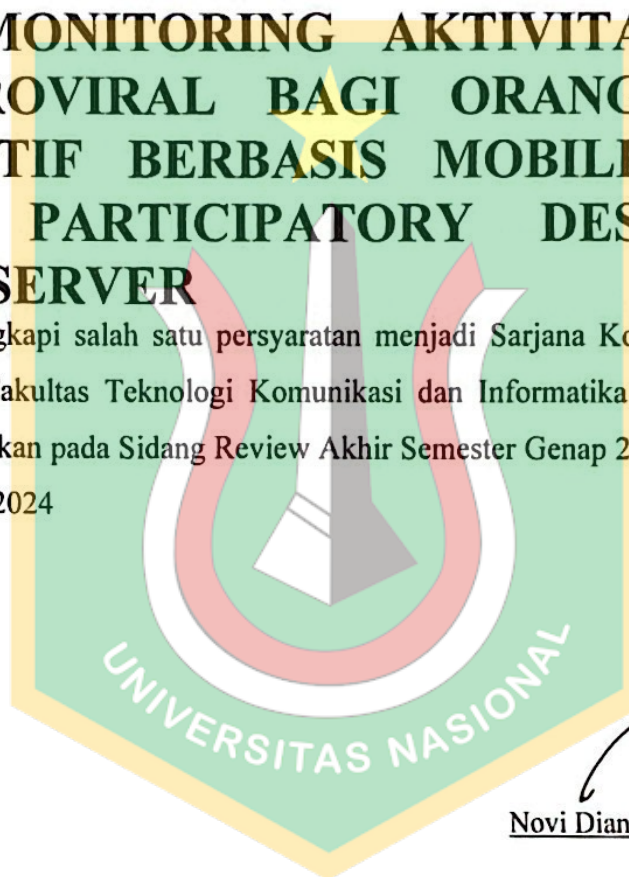 MONITORING AKTIVITA
ROVIRAL BAGI ORANG
TIF BERBASIS MOBILE
PARTICIPATORY DES
SERVER
gkapi salah satu persyaratan menjadi Sarjana Ko
Fakultas Teknologi Komunikasi dan Informatika
kan pada Sidang Review Akhir Semester Genap 2
2024
UNIVERSITAS NASIONAL
Novi Dian